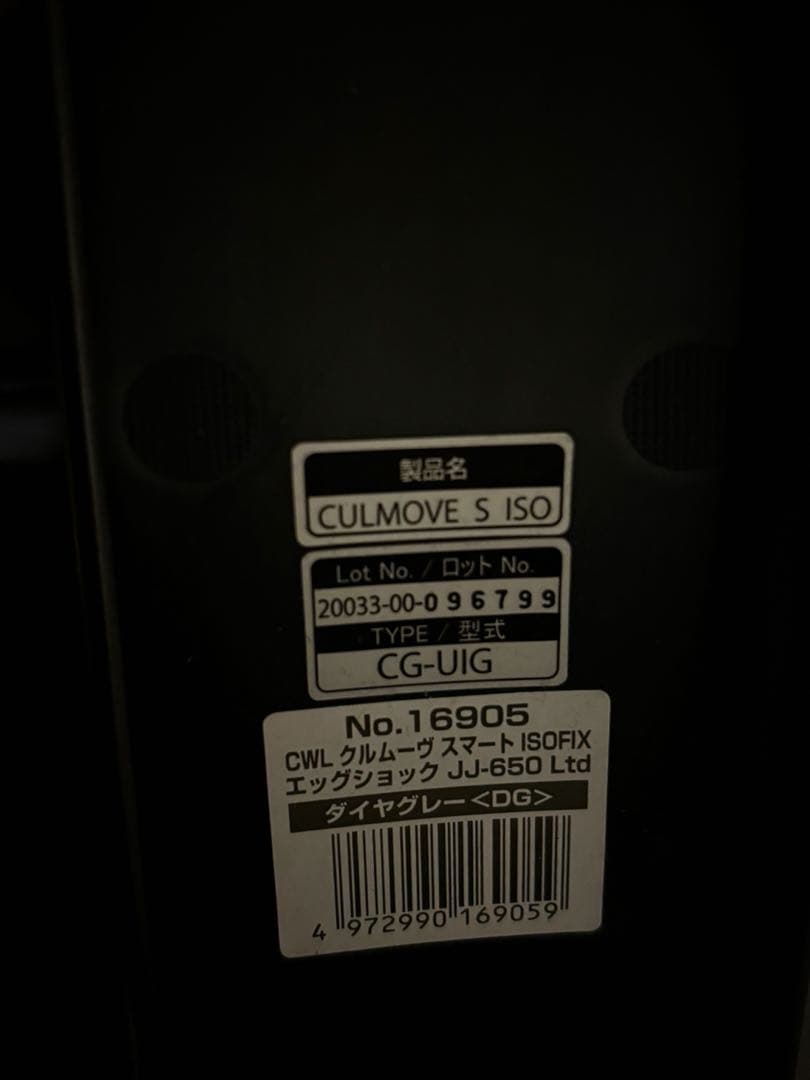 製品名
CULMOVE S ISO
Lot No. / ロット No.
20033-00-096799
TYPE / 型式
CG-UIG
No.16905
CWL クルムーヴ スマート ISOFIX
エッグショック JJ-650 Ltd
ダイヤグレー<DG>
4 972990 169059